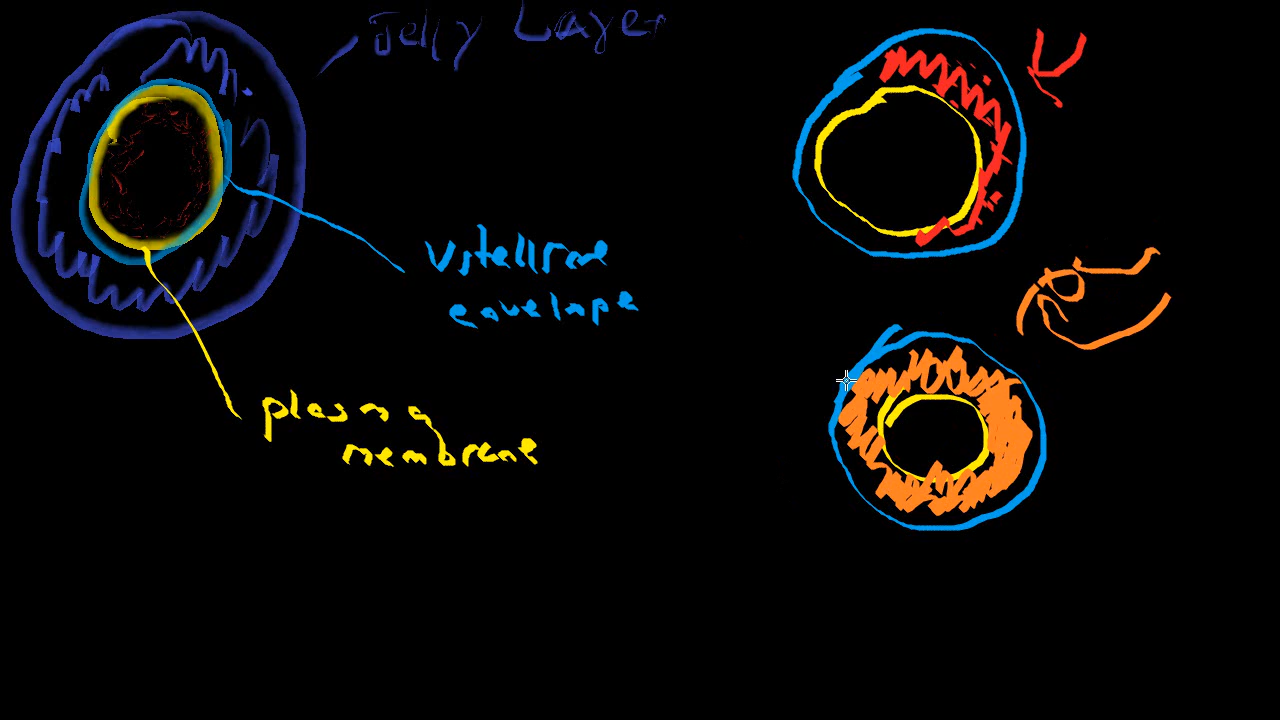 Jelly Layer
Vitelline
envelope
plasma
membrane